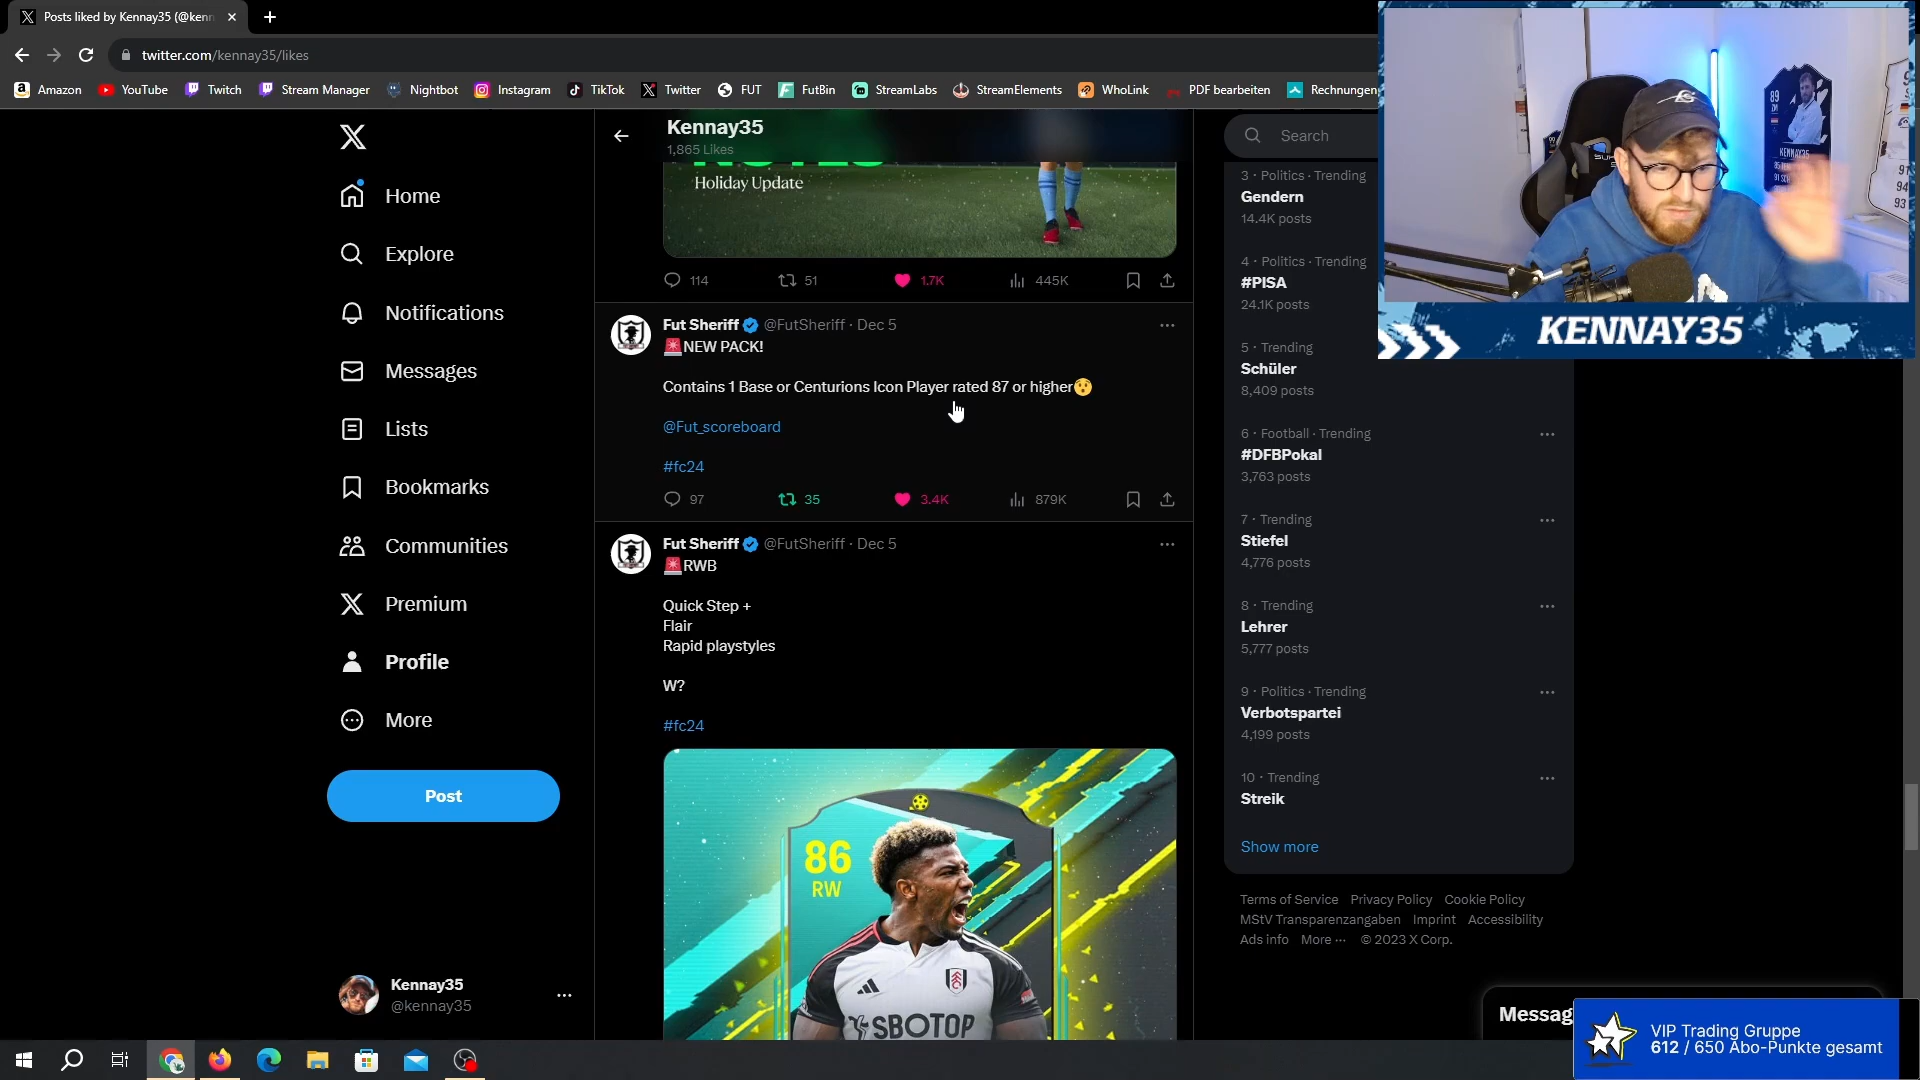 Posts liked by Kennay35 (@kenn
twitter.com/kennay35/likes
Amazon
YouTube
Twitch
Stream Manager
Nightbot
Instagram
TikTok
Twitter
FUT
FutBin
StreamLabs
StreamElements
WhoLink
PDF bearbeiten
Rechnungen
Home
Explore
Notifications
Messages
Lists
Bookmarks
Communities
Premium
Profile
More
Post
Kennay35
@kennay35
Kennay35
1,865 Likes
Holiday Update
114
51
1.7K
445K
Fut Sheriff @FutSheriff · Dec 5
🚨NEW PACK!
Contains 1 Base or Centurions Icon Player rated 87 or higher😲
@Fut_scoreboard
#fc24
97
35
3.4K
879K
Fut Sheriff @FutSheriff · Dec 5
🚨RWB
Quick Step +
Flair
Rapid playstyles
W?
#fc24
86
RW
SBOTOP
Search
3 · Politics · Trending
Gendern
14.4K posts
4 · Politics · Trending
#PISA
24.1K posts
5 · Trending
Schüler
8,409 posts
6 · Football · Trending
#DFBPokal
3,763 posts
7 · Trending
Stiefel
4,776 posts
8 · Trending
Lehrer
5,777 posts
9 · Politics · Trending
Verbotspartei
4,199 posts
10 · Trending
Streik
Show more
Terms of Service Privacy Policy Cookie Policy
MStV Transparenzangaben Imprint Accessibility
Ads info More ··· © 2023 X Corp.
89
KENNAY35
91
94
93
KENNAY35
Messag
VIP Trading Gruppe
612 / 650 Abo-Punkte gesamt